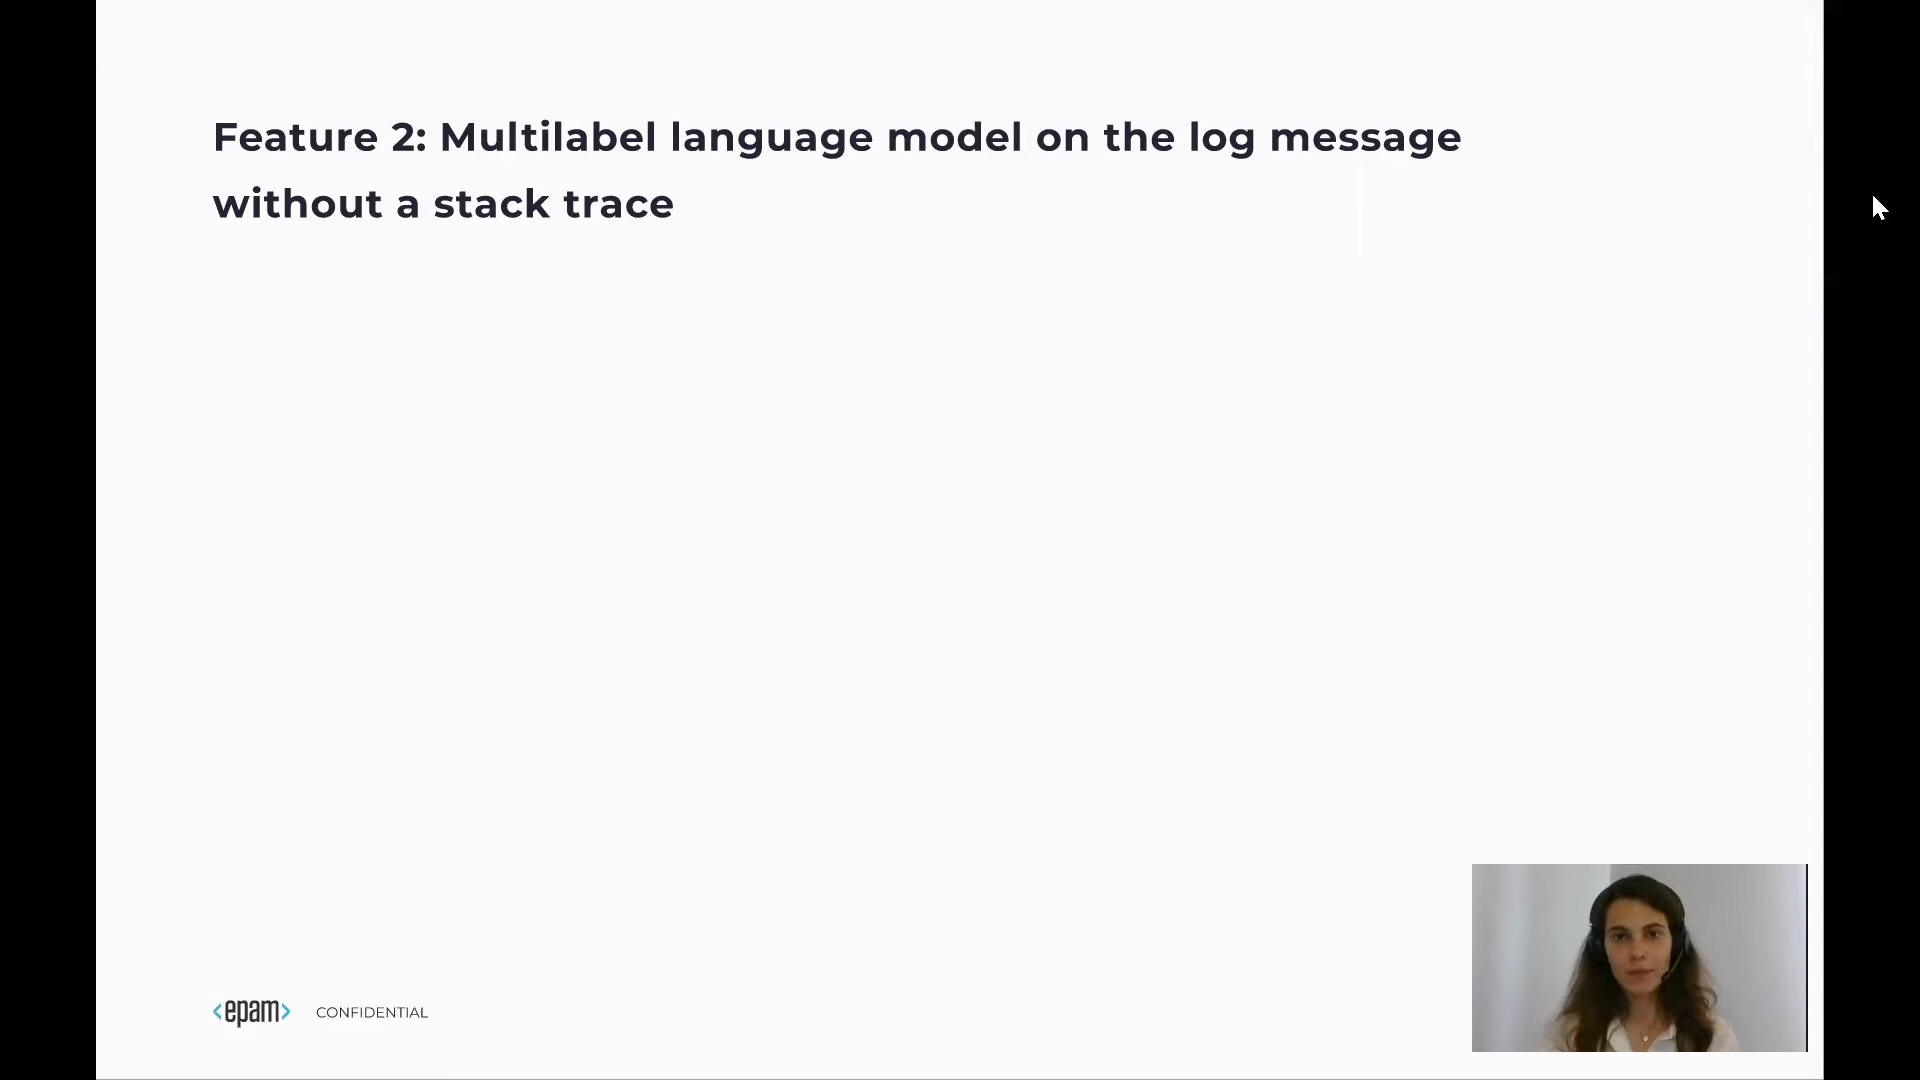 Feature 2: Multilabel language model on the log message
without a stack trace
<epam> CONFIDENTIAL